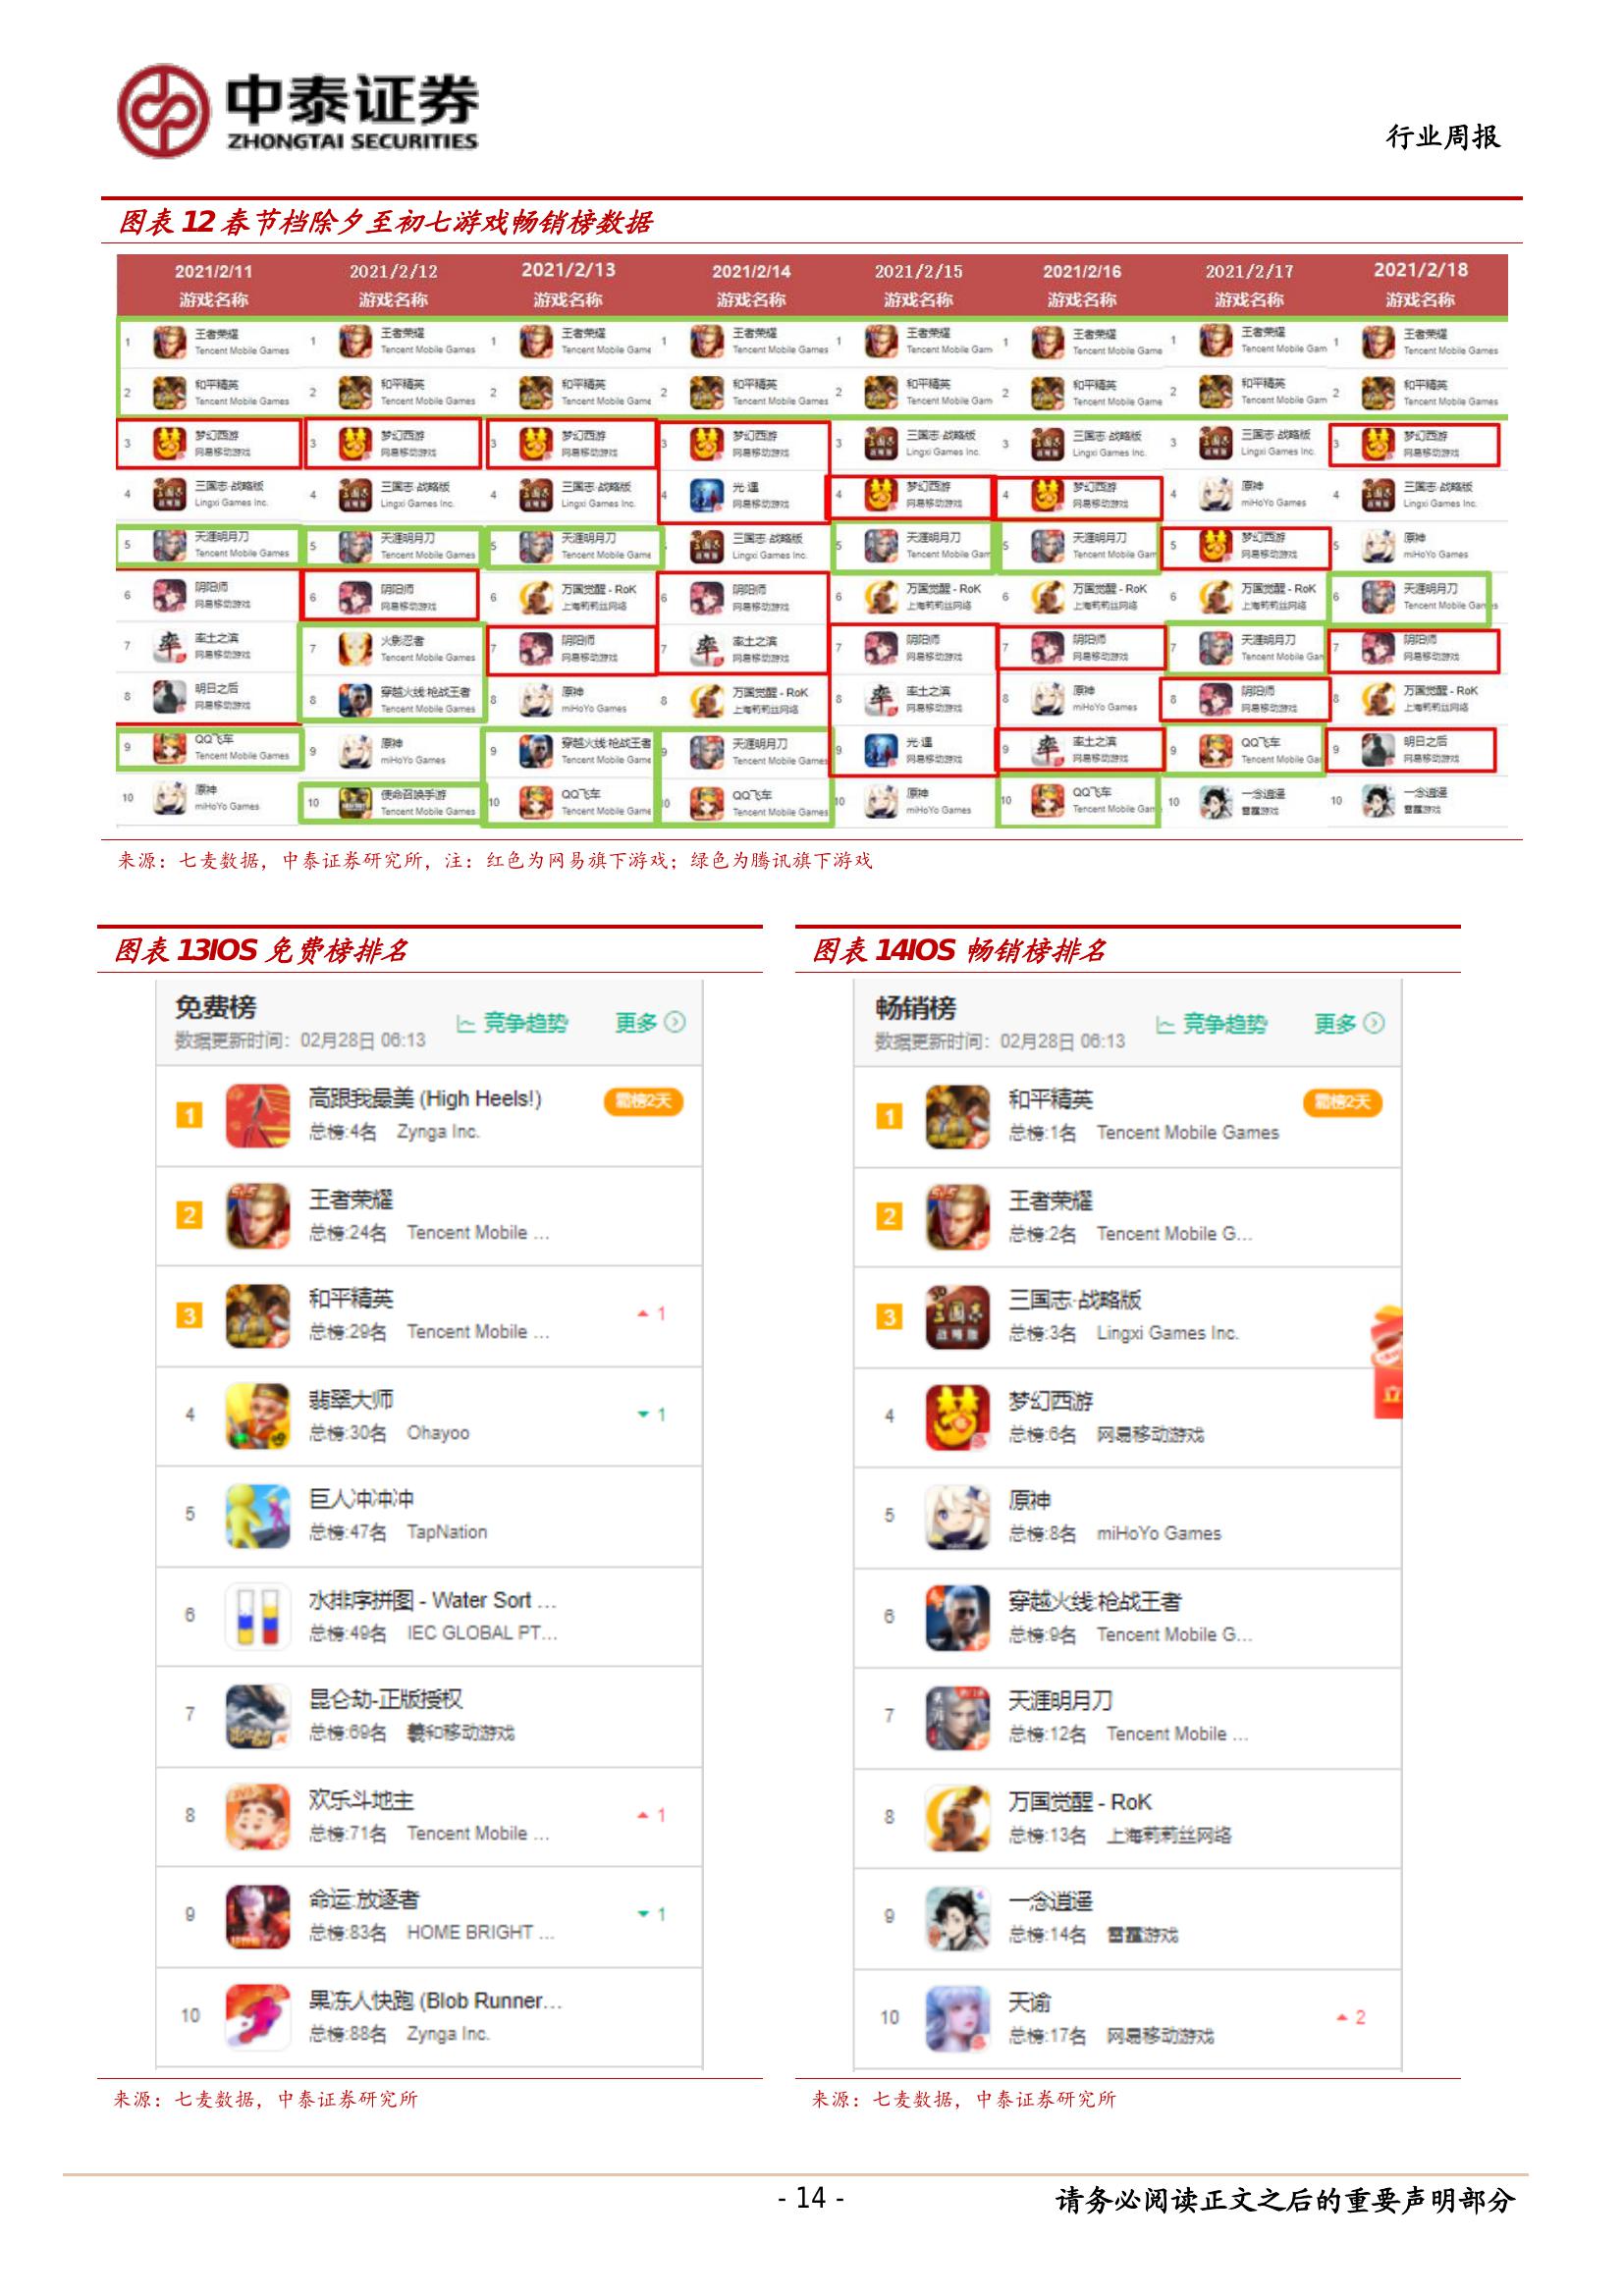 中泰证券
ZHONGTAI SECURITIES
行业周报
图表 12 春节档除夕至初七游戏畅销榜数据
2021/2/11 2021/2/12 2021/2/13 2021/2/14 2021/2/15 2021/2/16 2021/2/17 2021/2/18
游戏名称 游戏名称 游戏名称 游戏名称 游戏名称 游戏名称 游戏名称 游戏名称
1 王者荣耀 1 王者荣耀 1 王者荣耀 1 王者荣耀 1 王者荣耀 1 王者荣耀 1 王者荣耀 1 王者荣耀
Tencent Mobile Games Tencent Mobile Games Tencent Mobile Game Tencent Mobile Games Tencent Mobile Gam Tencent Mobile Game Tencent Mobile Gam Tencent Mobile Games
2 和平精英 2 和平精英 2 和平精英 2 和平精英 2 和平精英 2 和平精英 2 和平精英 2 和平精英
Tencent Mobile Games Tencent Mobile Games Tencent Mobile Game Tencent Mobile Games Tencent Mobile Gam Tencent Mobile Game Tencent Mobile Gam Tencent Mobile Games
3 梦幻西游 3 梦幻西游 3 梦幻西游 3 梦幻西游 3 三国志·战略版 3 三国志·战略版 3 三国志·战略版 3 梦幻西游
网易移动游戏 网易移动游戏 网易移动游戏 网易移动游戏 Lingxi Games Inc. Lingxi Games Inc. Lingxi Games Inc. 网易移动游戏
4 三国志·战略版 4 三国志·战略版 4 三国志·战略版 4 光·遇 4 梦幻西游 4 梦幻西游 4 原神 4 三国志·战略版
Lingxi Games Inc. Lingxi Games Inc. Lingxi Games Inc. 网易移动游戏 网易移动游戏 网易移动游戏 miHoYo Games Lingxi Games Inc.
5 天涯明月刀 5 天涯明月刀 5 天涯明月刀 三国志·战略版 5 天涯明月刀 5 天涯明月刀 5 梦幻西游 5 原神
Tencent Mobile Games Tencent Mobile Games Tencent Mobile Game Lingxi Games Inc. Tencent Mobile Gam Tencent Mobile Gam 网易移动游戏 miHoYo Games
6 阴阳师 6 阴阳师 6 万国觉醒 - RoK 6 阴阳师 6 万国觉醒 - RoK 6 万国觉醒 - RoK 6 万国觉醒 - RoK 6 天涯明月刀
网易移动游戏 网易移动游戏 上海莉莉丝网络 网易移动游戏 上海莉莉丝网络 上海莉莉丝网络 上海莉莉丝网络 Tencent Mobile Games
7 率土之滨 7 火影忍者 7 阴阳师 7 率土之滨 7 阴阳师 7 阴阳师 7 天涯明月刀 7 阴阳师
网易移动游戏 Tencent Mobile Games 网易移动游戏 网易移动游戏 网易移动游戏 网易移动游戏 Tencent Mobile Gan 网易移动游戏
8 明日之后 8 穿越火线:枪战王者 8 原神 8 万国觉醒 - RoK 8 率土之滨 8 原神 8 阴阳师 8 万国觉醒 - RoK
网易移动游戏 Tencent Mobile Games miHoYo Games 上海莉莉丝网络 网易移动游戏 miHoYo Games 网易移动游戏 上海莉莉丝网络
9 QQ飞车 9 原神 9 穿越火线:枪战王者 9 天涯明月刀 9 光·遇 9 率土之滨 9 QQ飞车 9 明日之后
Tencent Mobile Games miHoYo Games Tencent Mobile Game Tencent Mobile Games 网易移动游戏 网易移动游戏 Tencent Mobile Ga 网易移动游戏
10 原神 10 使命召唤手游 10 QQ飞车 10 QQ飞车 10 原神 10 QQ飞车 10 一念逍遥 10 一念逍遥
miHoYo Games Tencent Mobile Games Tencent Mobile Game Tencent Mobile Games miHoYo Games Tencent Mobile Gan 雷霆游戏 雷霆游戏
来源：七麦数据，中泰证券研究所，注：红色为网易旗下游戏；绿色为腾讯旗下游戏
图表 13IOS 免费榜排名
免费榜
竞争趋势 更多
数据更新时间：02月28日 06:13
1 高跟我最美 (High Heels!) 霸榜2天
总榜:4名 Zynga Inc.
2 王者荣耀
总榜:24名 Tencent Mobile ...
3 和平精英 1
总榜:29名 Tencent Mobile ...
4 翡翠大师 1
总榜:30名 Ohayoo
5 巨人冲冲冲
总榜:47名 TapNation
6 水排序拼图 - Water Sort ...
总榜:49名 IEC GLOBAL PT...
7 昆仑劫-正版授权
总榜:69名 羲和移动游戏
8 欢乐斗地主 1
总榜:71名 Tencent Mobile ...
9 命运:放逐者 1
总榜:83名 HOME BRIGHT ...
10 果冻人快跑 (Blob Runner...
总榜:88名 Zynga Inc.
来源：七麦数据，中泰证券研究所
图表 14IOS 畅销榜排名
畅销榜
竞争趋势 更多
数据更新时间：02月28日 06:13
1 和平精英 霸榜2天
总榜:1名 Tencent Mobile Games
2 王者荣耀
总榜:2名 Tencent Mobile G...
3 三国志·战略版
总榜:3名 Lingxi Games Inc.
4 梦幻西游
总榜:6名 网易移动游戏
5 原神
总榜:8名 miHoYo Games
6 穿越火线:枪战王者
总榜:9名 Tencent Mobile G...
7 天涯明月刀
总榜:12名 Tencent Mobile ...
8 万国觉醒 - RoK
总榜:13名 上海莉莉丝网络
9 一念逍遥
总榜:14名 雷霆游戏
10 天谕 2
总榜:17名 网易移动游戏
来源：七麦数据，中泰证券研究所
- 14 -
请务必阅读正文之后的重要声明部分